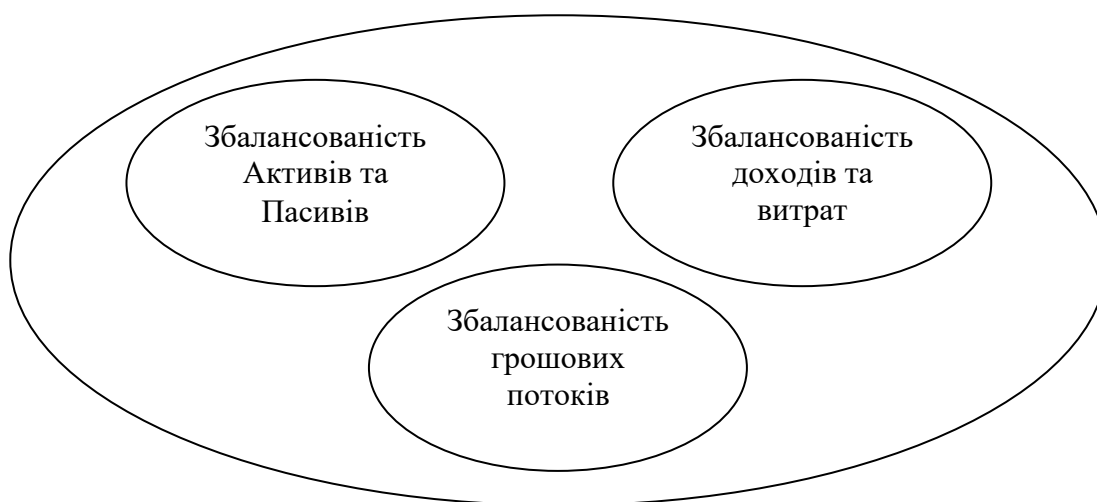 Збалансованість
Активів та
Пасивів
Збалансованість
доходів та
витрат
Збалансованість
грошових
потоків